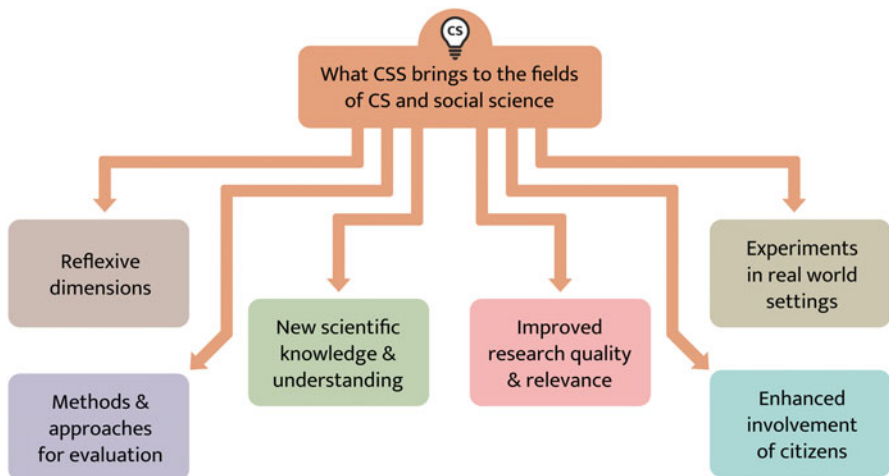 CS
What CSS brings to the fields
of CS and social science
Reflexive
dimensions
Experiments
in real world
settings
New scientific
knowledge &
understanding
Improved
research quality
& relevance
Methods &
approaches
for evaluation
Enhanced
involvement
of citizens